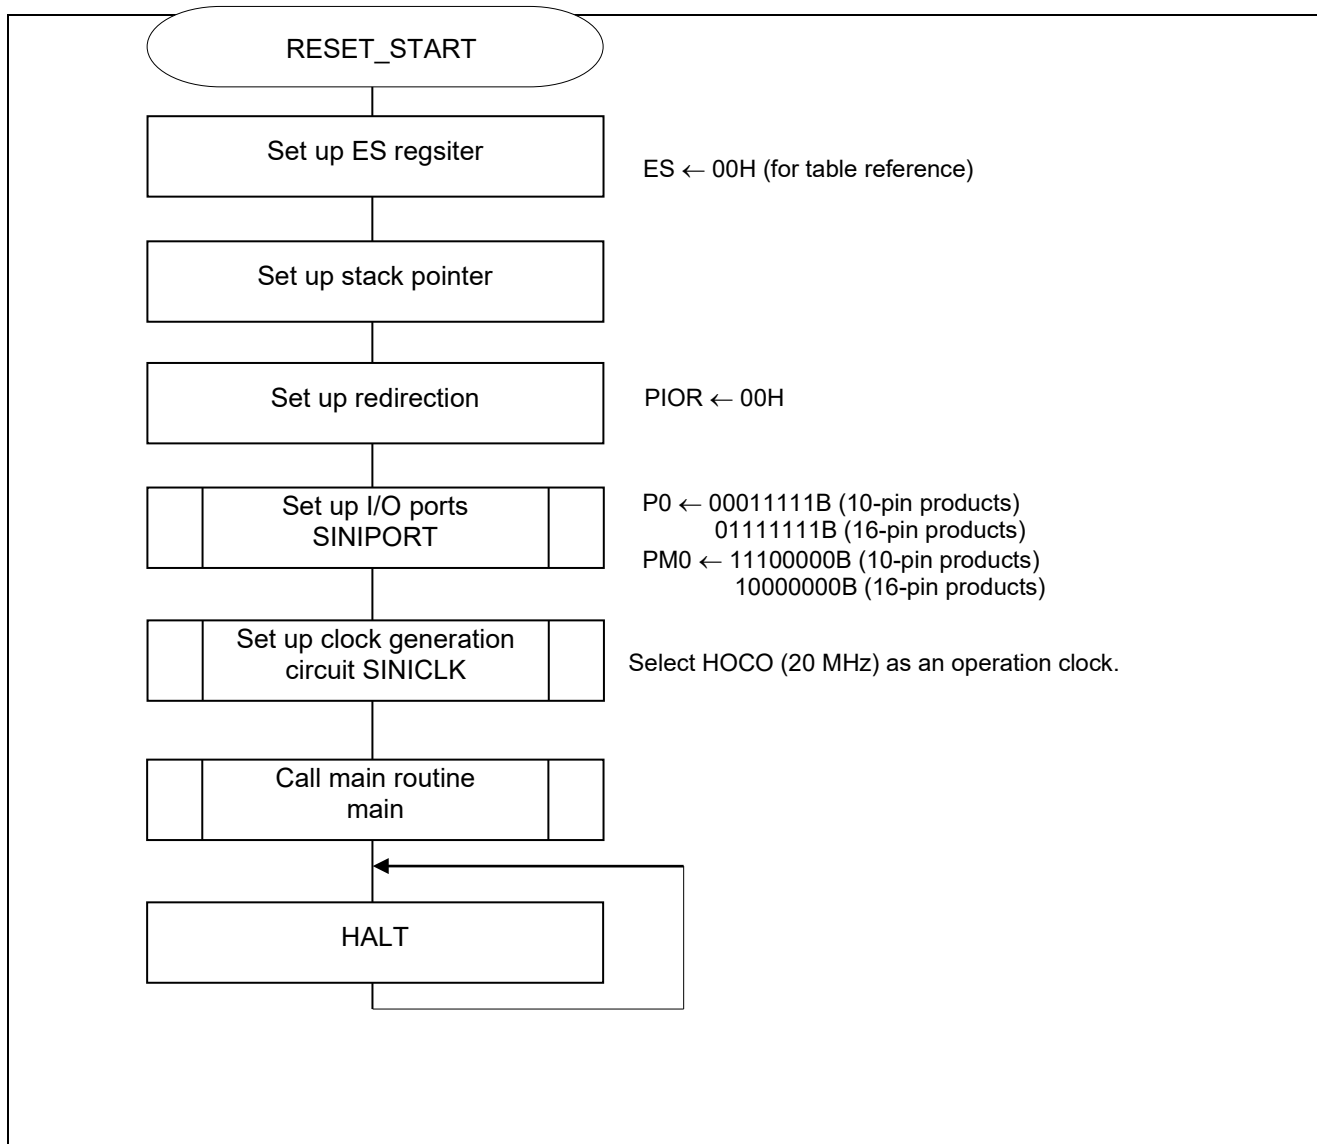 RESET_START
Set up ES regsiter
ES ← 00H (for table reference)
Set up stack pointer
Set up redirection
PIOR ← 00H
Set up I/O ports
SINIPORT
P0 ← 00011111B (10-pin products)
01111111B (16-pin products)
PM0 ← 11100000B (10-pin products)
10000000B (16-pin products)
Set up clock generation
circuit SINICLK
Select HOCO (20 MHz) as an operation clock.
Call main routine
main
HALT